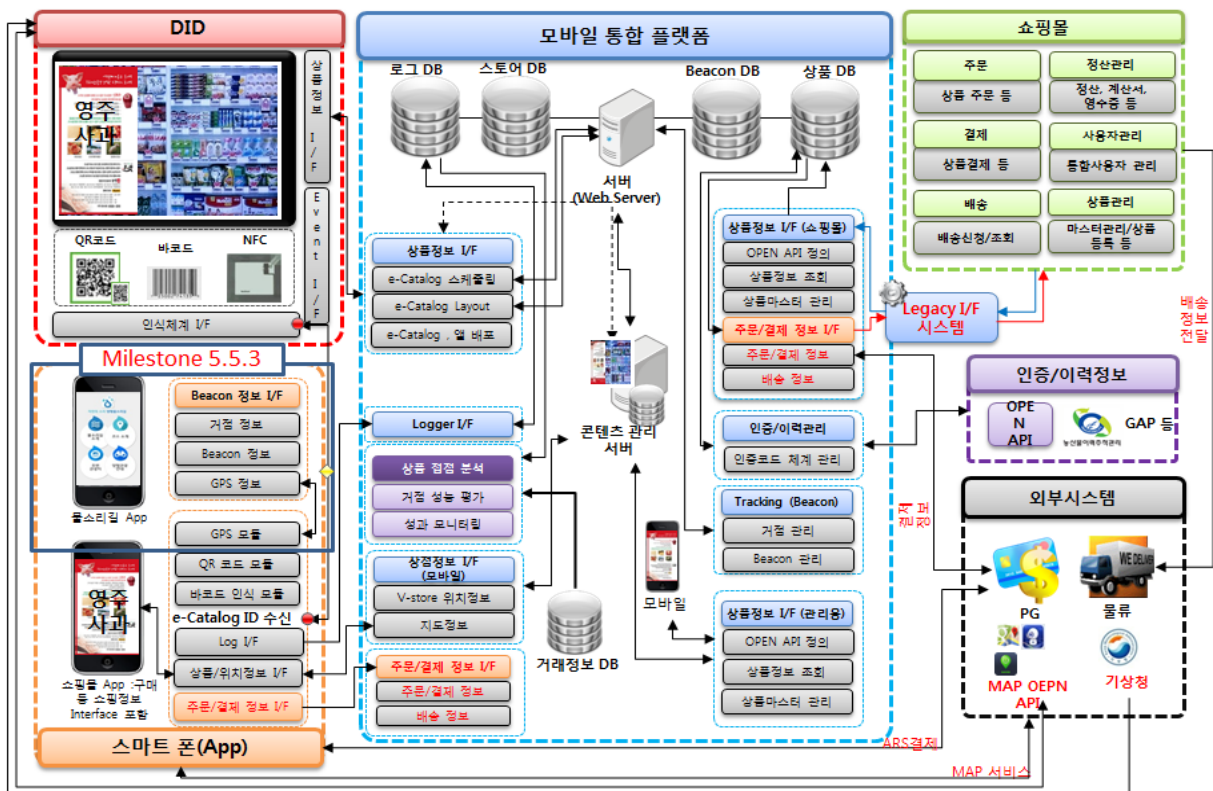 DID
영주
사과
상품정보 I/F
Event I/F
QR코드
바코드
NFC
인식체계 I/F
Milestone 5.5.3
물소리길 App
Beacon 정보 I/F
거점 정보
Beacon 정보
GPS 정보
GPS 모듈
QR 코드 모듈
바코드 인식 모듈
e-Catalog ID 수신
Log I/F
상품/위치정보 I/F
주문/결제 정보 I/F
영주
사과
쇼핑몰 App :구매
등 쇼핑정보
Interface 포함
스마트 폰(App)
모바일 통합 플랫폼
로그 DB
스토어 DB
Beacon DB
상품 DB
서버
(Web Server)
상품정보 I/F
e-Catalog 스케줄링
e-Catalog Layout
e-Catalog , 앱 배포
Logger I/F
상품 접점 분석
거점 성능 평가
성과 모니터링
상점정보 I/F
(모바일)
V-store 위치정보
지도정보
주문/결제 정보 I/F
주문/결제 정보
배송 정보
콘텐츠 관리
서버
모바일
거래정보 DB
상품정보 I/F (쇼핑몰)
OPEN API 정의
상품정보 조회
상품마스터 관리
주문/결제 정보 I/F
주문/결제 정보
배송 정보
인증/이력관리
인증코드 체계 관리
Tracking (Beacon)
거점 관리
Beacon 관리
상품정보 I/F (관리용)
OPEN API 정의
상품정보 조회
상품마스터 관리
쇼핑몰
주문
상품 주문 등
정산관리
정산, 계산서,
영수증 등
결제
상품결제 등
사용자관리
통합사용자 관리
배송
배송신청/조회
상품관리
마스터관리/상품
등록 등
Legacy I/F
시스템
배송
정보
전달
인증/이력정보
OPE
N
API
농산물이력추적관리
GAP 등
결제
정보
외부시스템
PG
WE DELIVER
물류
MAP OEPN
API
기상청
ARS결제
MAP 서비스